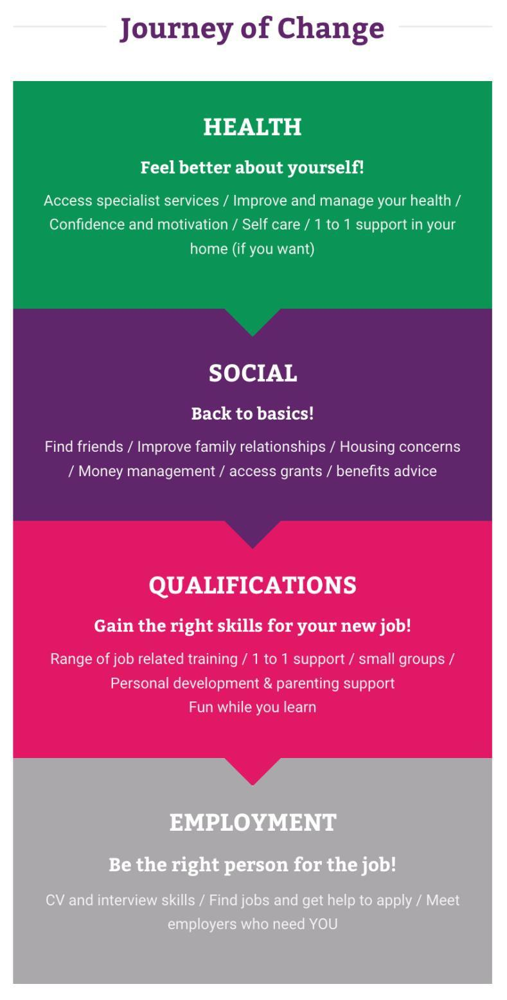 Journey of Change
HEALTH
Feel better about yourself!
Access specialist services / Improve and manage your health /
Confidence and motivation / Self care / 1 to 1 support in your
home (if you want)
SOCIAL
Back to basics!
Find friends / Improve family relationships / Housing concerns
/ Money management / access grants / benefits advice
QUALIFICATIONS
Gain the right skills for your new job!
Range of job related training / 1 to 1 support / small groups /
Personal development & parenting support
Fun while you learn
EMPLOYMENT
Be the right person for the job!
CV and interview skills / Find jobs and get help to apply / Meet
employers who need YOU